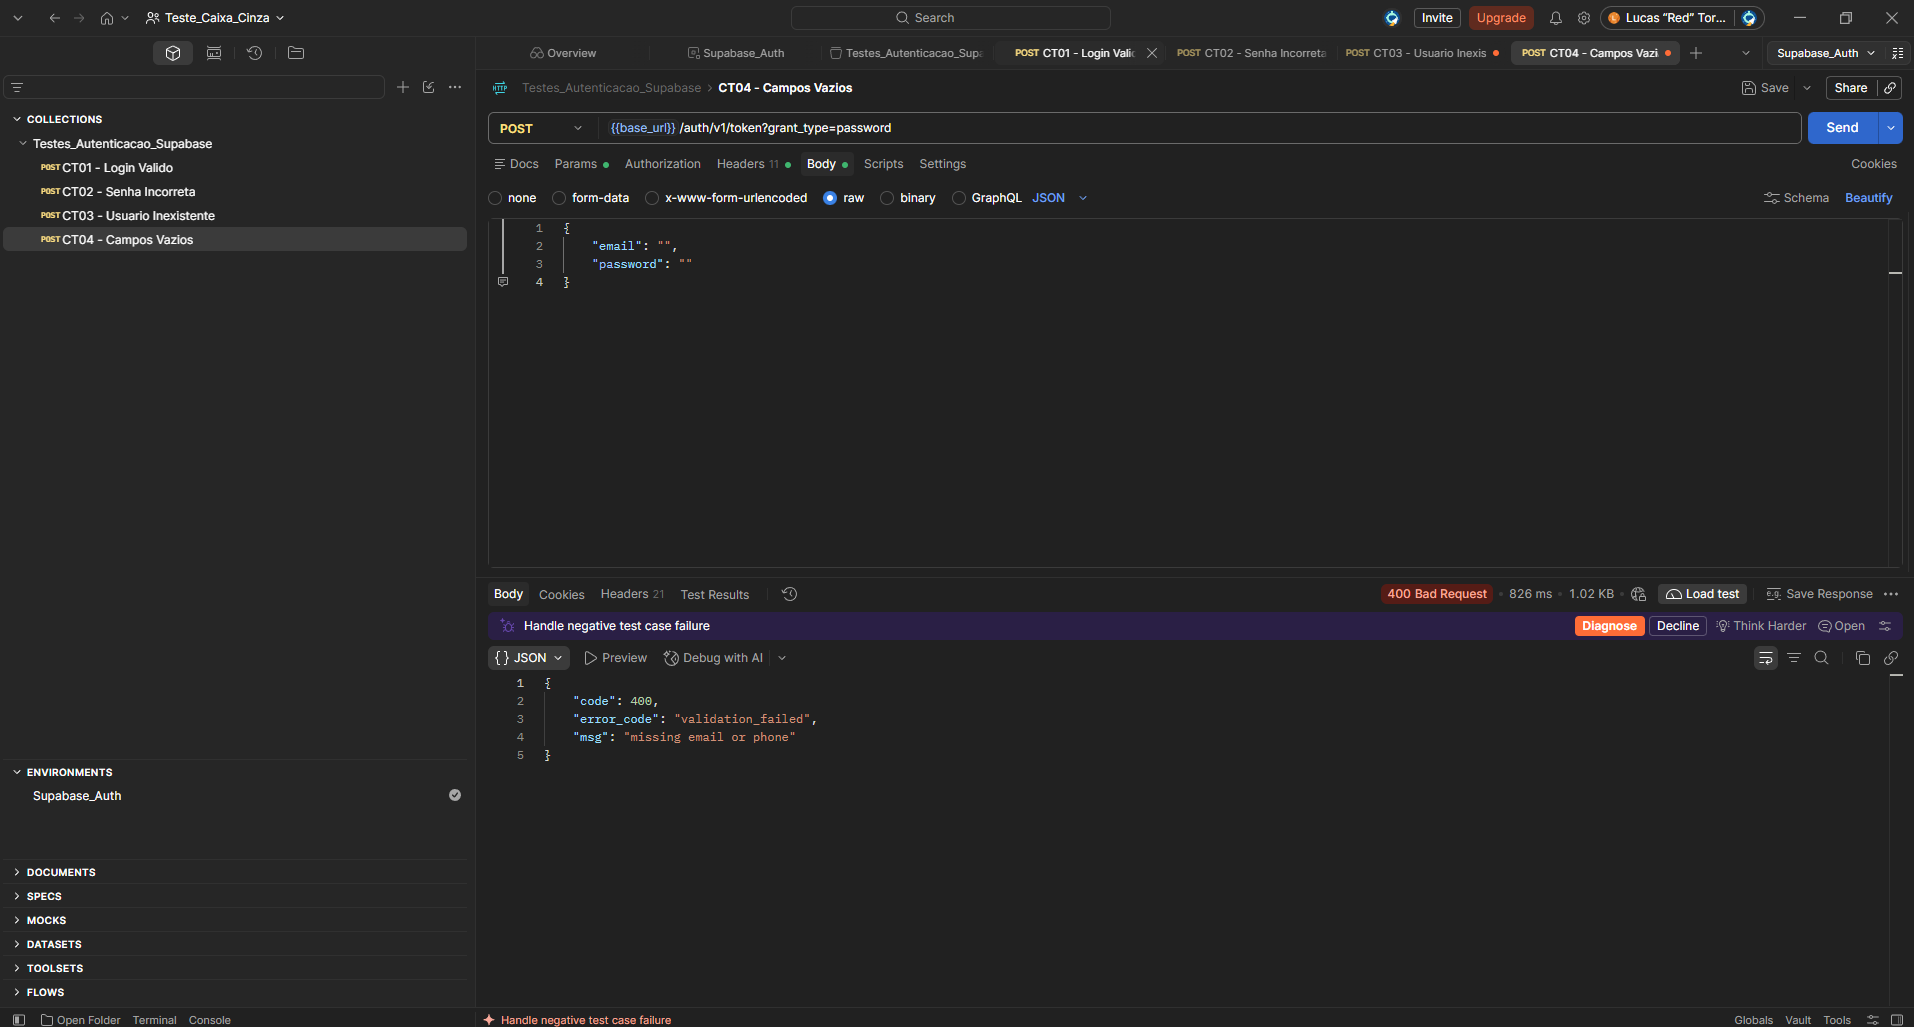 Teste_Caixa_Cinza
Search
Invite
Upgrade
Lucas "Red" Tor...
Overview
Supabase_Auth
Testes_Autenticacao_Supa
POST CT01 - Login Vali
POST CT02 - Senha Incorreta
POST CT03 - Usuario Inexis
POST CT04 - Campos Vazi
Supabase_Auth
COLLECTIONS
Testes_Autenticacao_Supabase
POST CT01 - Login Valido
POST CT02 - Senha Incorreta
POST CT03 - Usuario Inexistente
POST CT04 - Campos Vazios
ENVIRONMENTS
Supabase_Auth
DOCUMENTS
SPECS
MOCKS
DATASETS
TOOLSETS
FLOWS
HTTP Testes_Autenticacao_Supabase > CT04 - Campos Vazios
Save
Share
POST {{base_url}} /auth/v1/token?grant_type=password
Send
Docs Params Authorization Headers 11 Body Scripts Settings
Cookies
none form-data x-www-form-urlencoded raw binary GraphQL JSON
Schema Beautify
1 {
2 "email": "",
3 "password": ""
4 }
Body Cookies Headers 21 Test Results
400 Bad Request 826 ms 1.02 KB Load test Save Response
Handle negative test case failure
Diagnose Decline Think Harder Open
{} JSON Preview Debug with AI
1 {
2 "code": 400,
3 "error_code": "validation_failed",
4 "msg": "missing email or phone"
5 }
Open Folder Terminal Console
Handle negative test case failure
Globals Vault Tools